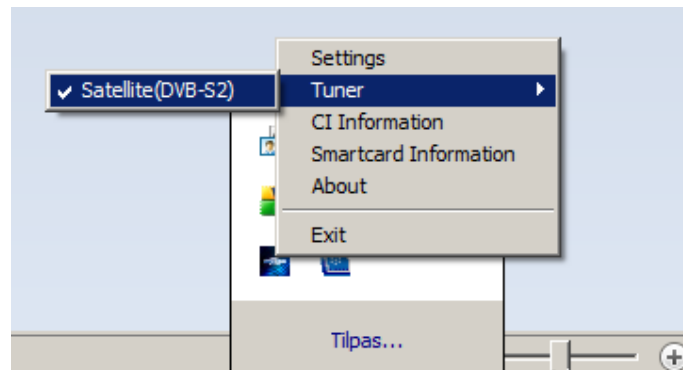 Settings
Satellite(DVB-S2)
Tuner
CI Information
Smartcard Information
About
Exit
Tilpas...